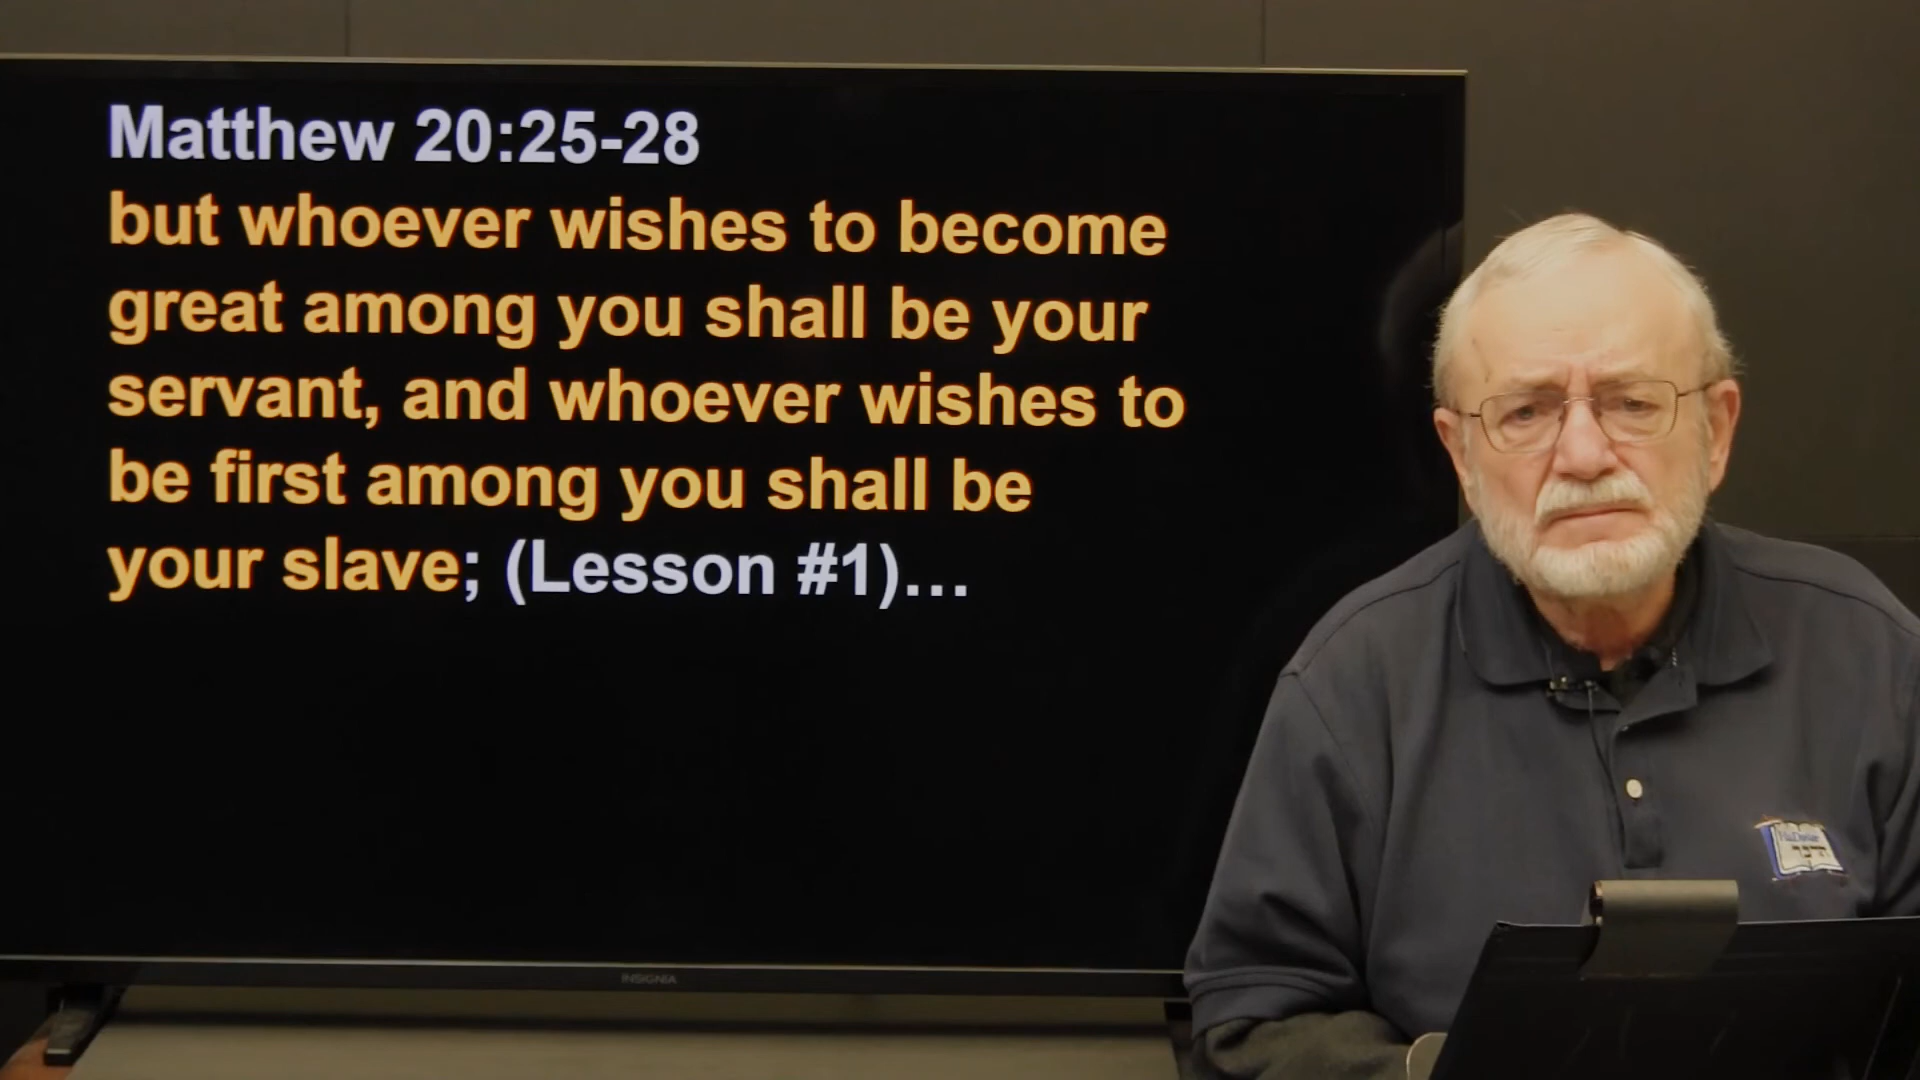 Matthew 20:25-28
but whoever wishes to become
great among you shall be your
servant, and whoever wishes to
be first among you shall be
your slave; (Lesson #1)…
INSIGNIA